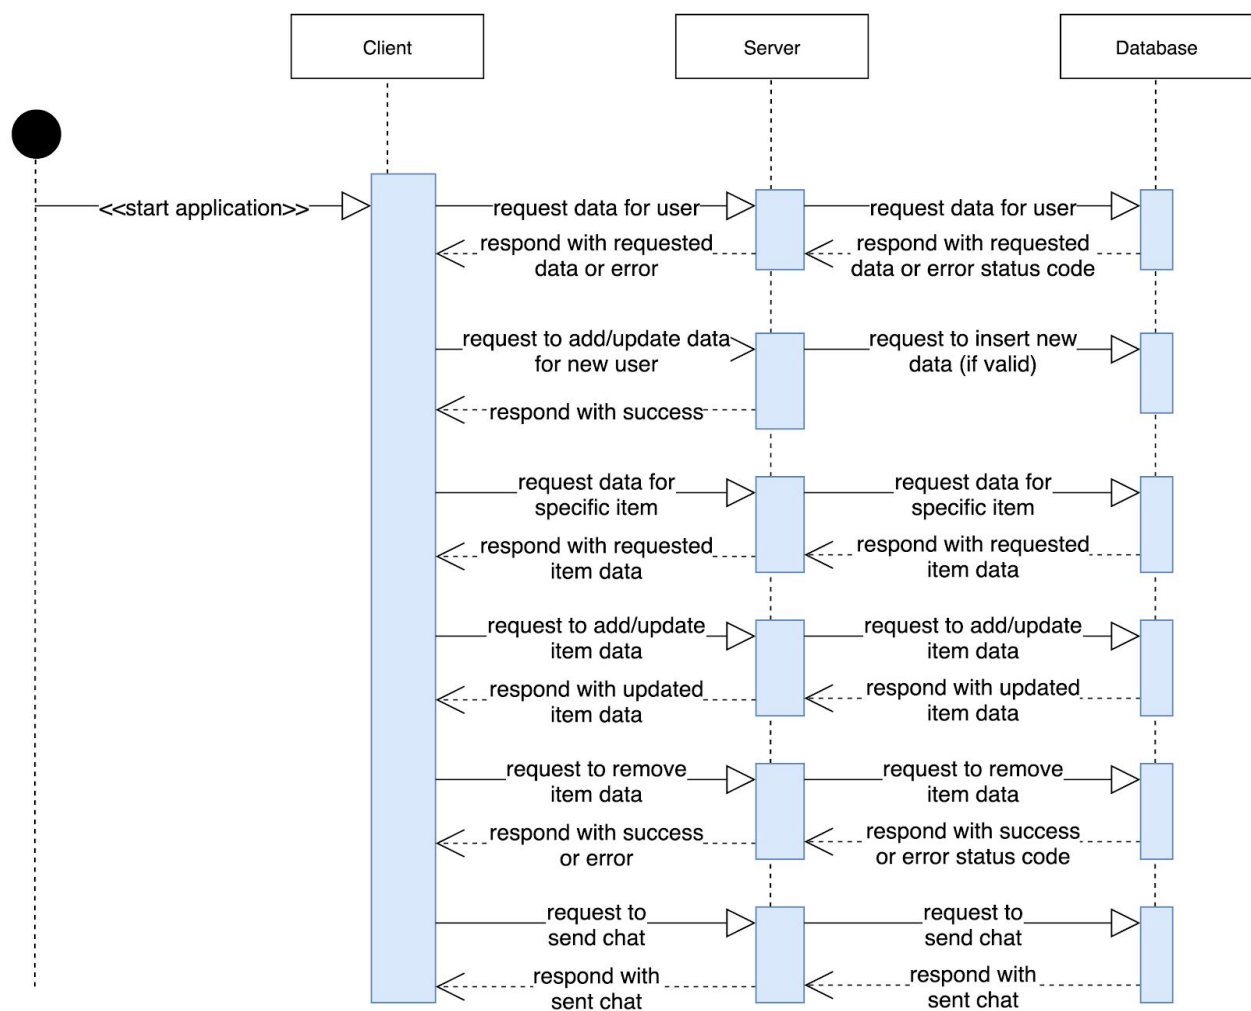 Client
Server
Database
<<start application>>
request data for user
request data for user
respond with requested
data or error
respond with requested
data or error status code
request to add/update data
for new user
request to insert new
data (if valid)
respond with success
request data for
specific item
request data for
specific item
respond with requested
item data
respond with requested
item data
request to add/update
item data
request to add/update
item data
respond with updated
item data
respond with updated
item data
request to remove
item data
request to remove
item data
respond with success
or error
respond with success
or error status code
request to
send chat
request to
send chat
respond with
sent chat
respond with
sent chat